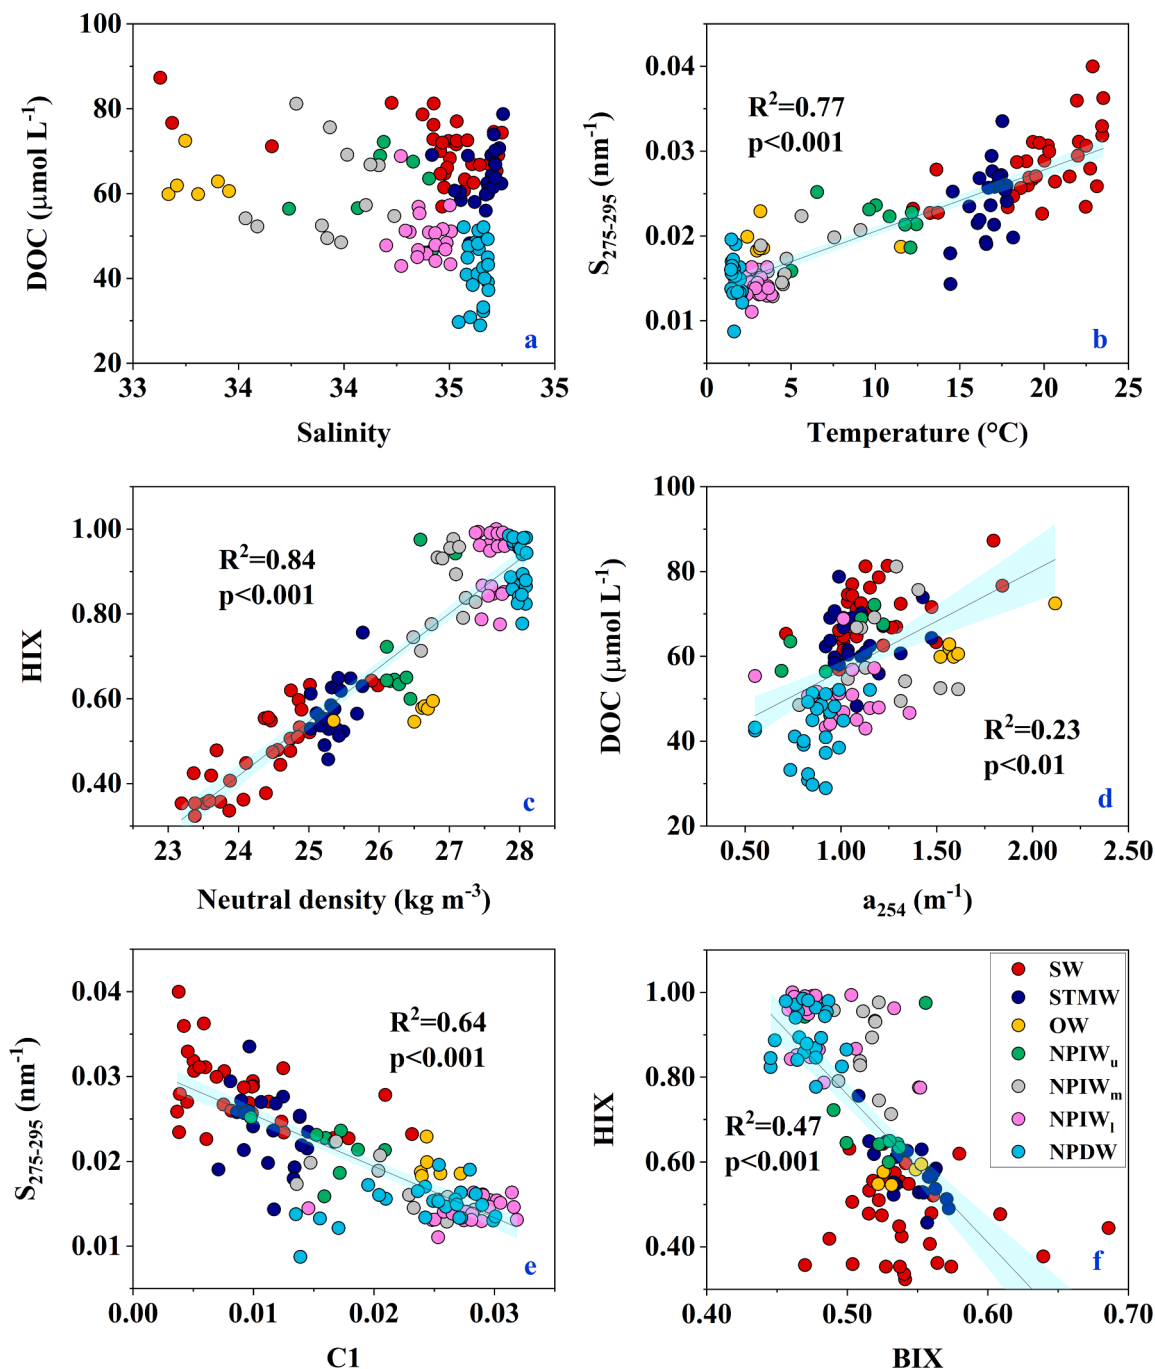 100
80
60
40
20
DOC (μmol L⁻¹)
33
34
34
35
35
Salinity
a
0.04
0.03
0.02
0.01
S₂₇₅₋₂₉₅ (nm⁻¹)
R²=0.77
p<0.001
0
5
10
15
20
25
Temperature (°C)
b
1.00
0.80
0.60
0.40
HIX
R²=0.84
p<0.001
23
24
25
26
27
28
Neutral density (kg m⁻³)
c
100
80
60
40
20
DOC (μmol L⁻¹)
R²=0.23
p<0.01
0.50
1.00
1.50
2.00
2.50
a₂₅₄ (m⁻¹)
d
0.04
0.03
0.02
0.01
S₂₇₅₋₂₉₅ (nm⁻¹)
R²=0.64
p<0.001
0.00
0.01
0.02
0.03
C1
e
1.00
0.80
0.60
0.40
HIX
R²=0.47
p<0.001
SW
STMW
OW
NPIWᵤ
NPIWₘ
NPIWₗ
NPDW
0.40
0.50
0.60
0.70
BIX
f